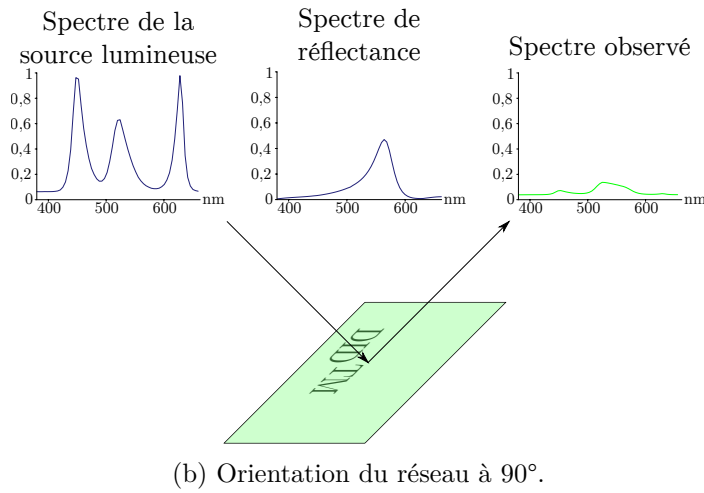 Spectre de la
source lumineuse
Spectre de
réflectance
Spectre observé
1
0,8
0,6
0,4
0,2
0
400 500 600 nm
1
0,8
0,6
0,4
0,2
0
400 500 600 nm
1
0,8
0,6
0,4
0,2
0
400 500 600 nm
(b) Orientation du réseau à 90°.